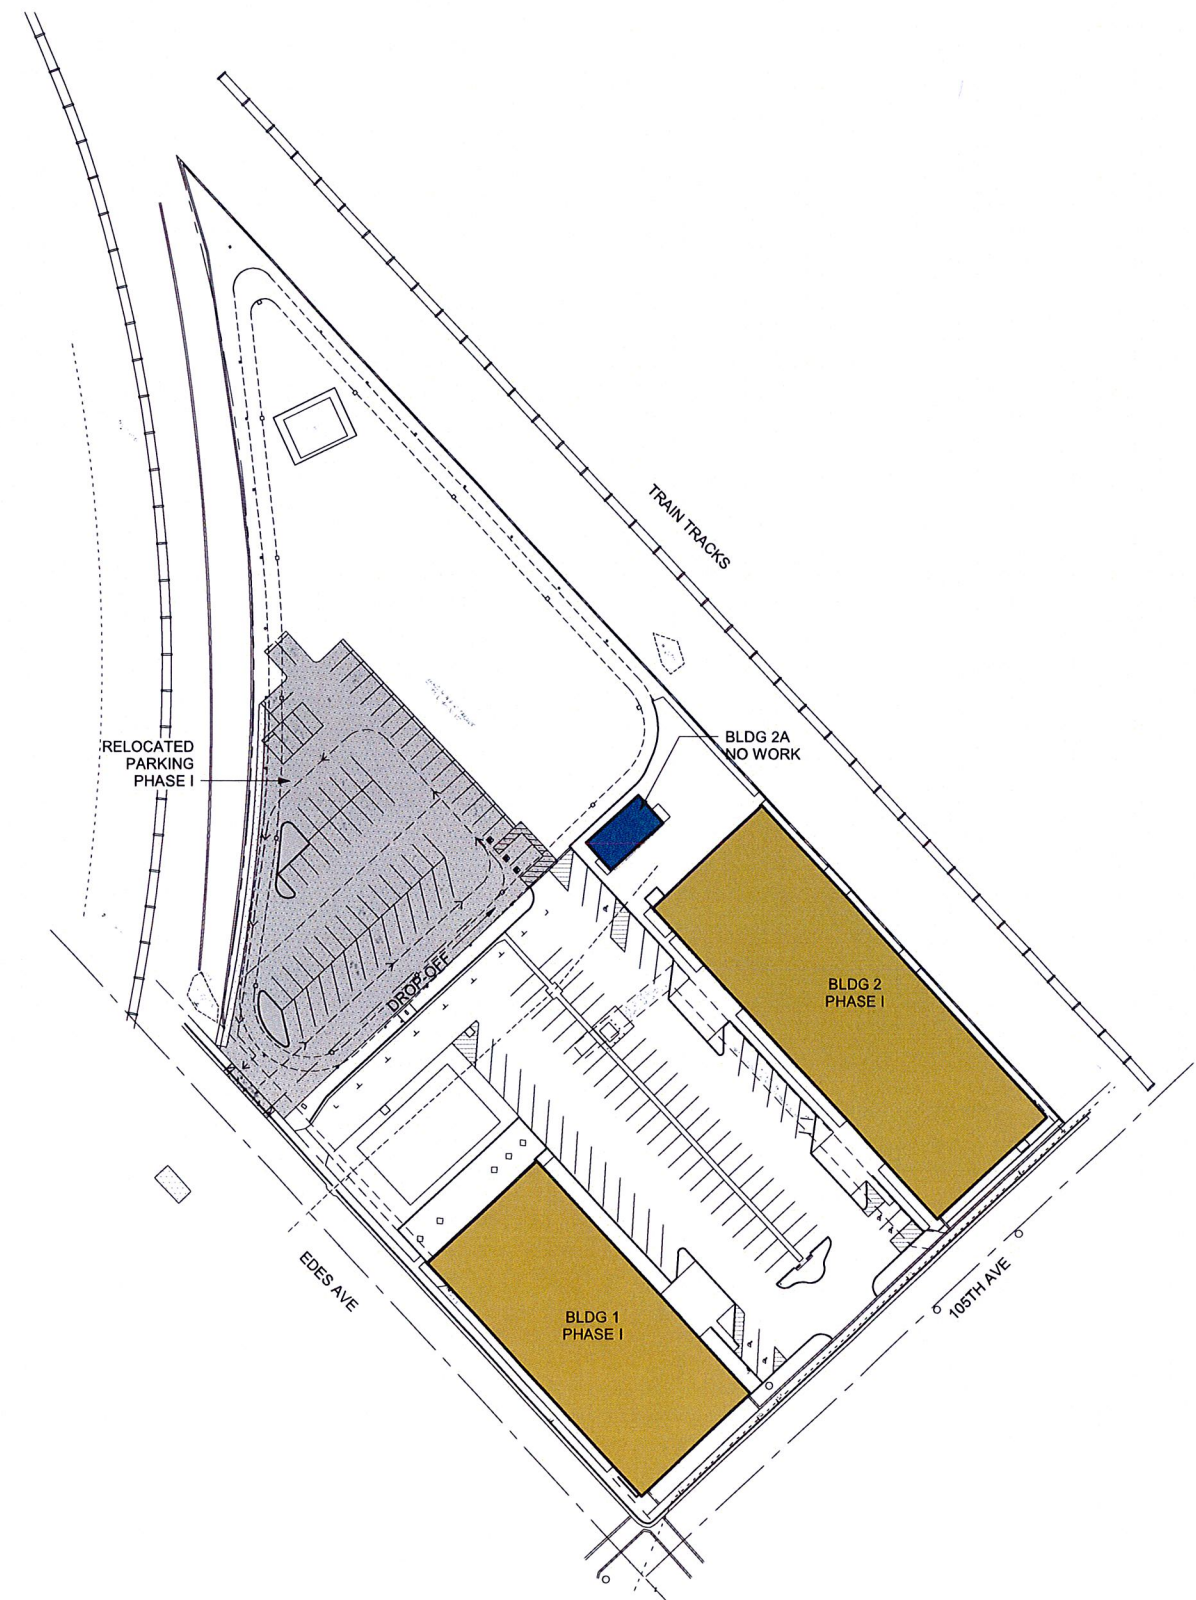 TRAIN TRACKS
BLDG 2A
NO WORK
RELOCATED
PARKING
PHASE I
DROP-OFF
BLDG 2
PHASE I
EDES AVE
105TH AVE
BLDG 1
PHASE I